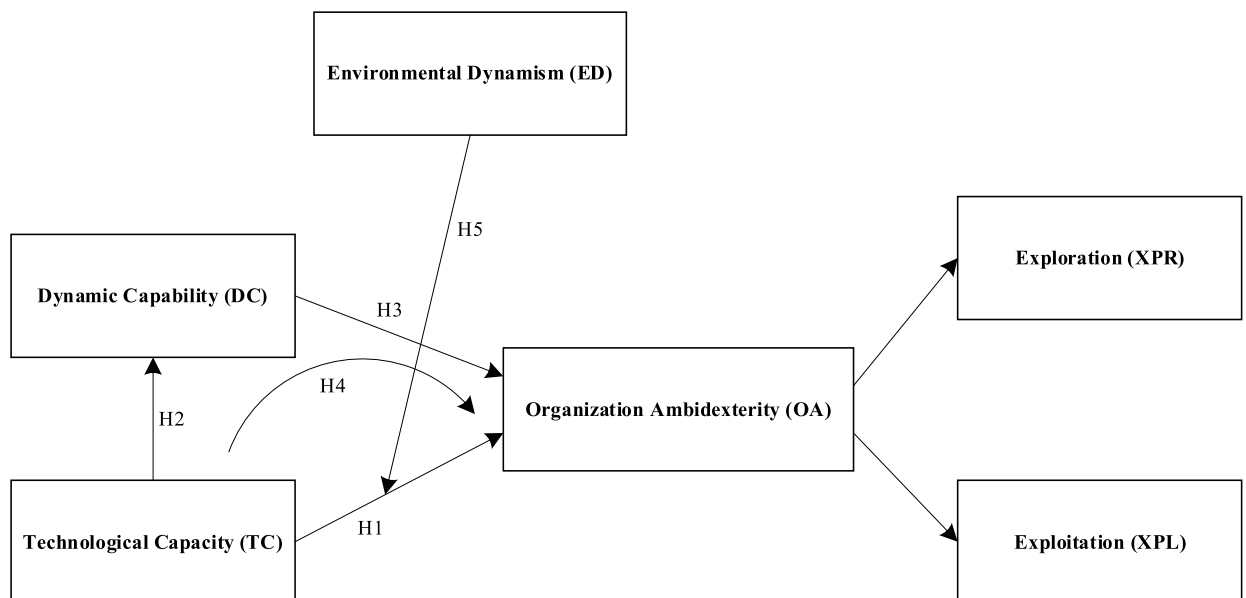 Environmental Dynamism (ED)
H5
Exploration (XPR)
Dynamic Capability (DC)
H3
H4
Organization Ambidexterity (OA)
H2
H1
Technological Capacity (TC)
Exploitation (XPL)